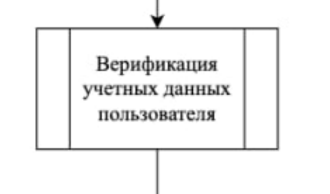 Верификация
учетных данных
пользователя